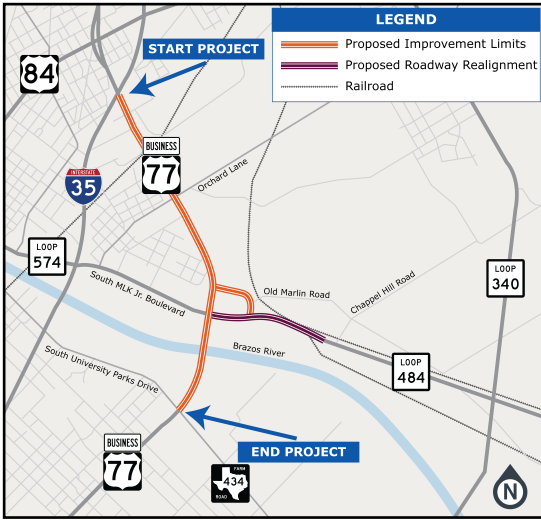 LEGEND
Proposed Improvement Limits
Proposed Roadway Realignment
Railroad
START PROJECT
84
BUSINESS
77
INTERSTATE
35
Orchard Lane
LOOP
574
LOOP
340
South MLK Jr. Boulevard
Old Marlin Road
Chappel Hill Road
Brazos River
South University Parks Drive
LOOP
484
END PROJECT
BUSINESS
77
FARM
434
ROAD
N